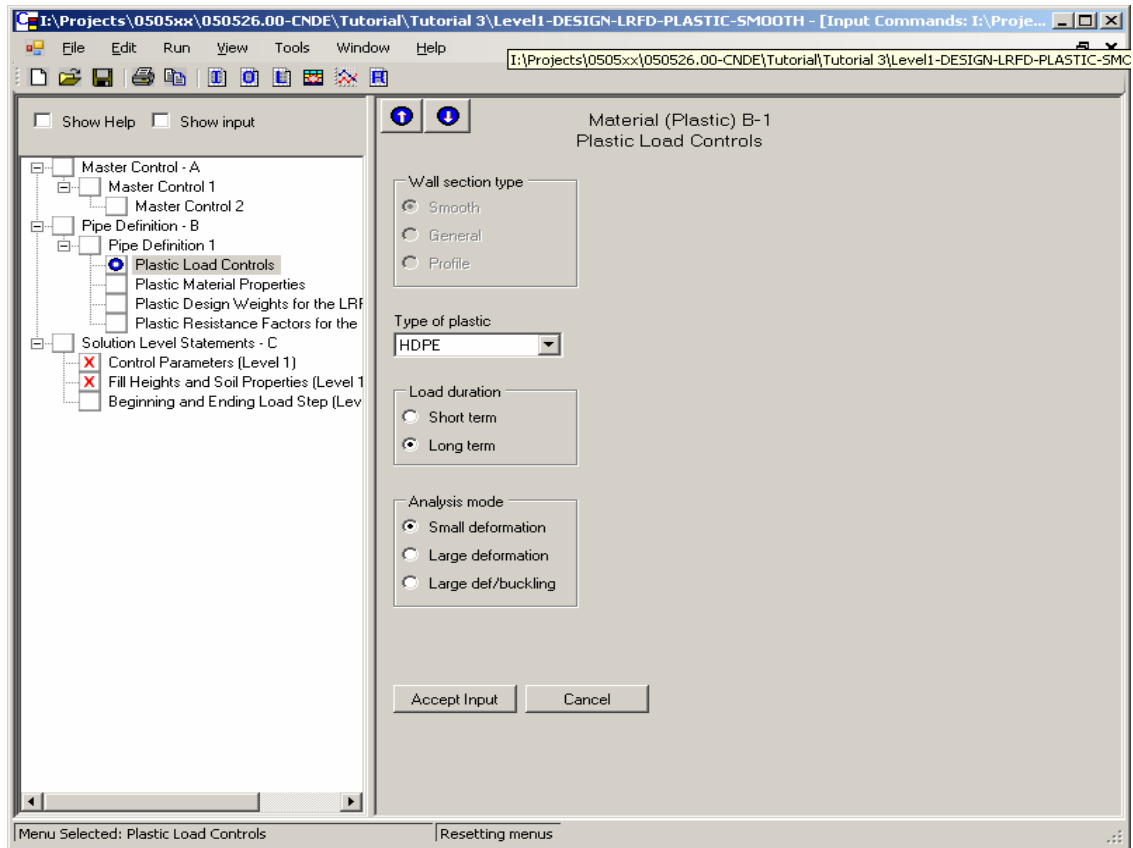 I:\Projects\0505xx\050526.00-CNDE\Tutorial\Tutorial 3\Level1-DESIGN-LRFD-PLASTIC-SMOOTH - [Input Commands: I:\Proje...
File Edit Run View Tools Window Help
I:\Projects\0505xx\050526.00-CNDE\Tutorial\Tutorial 3\Level1-DESIGN-LRFD-PLASTIC-SMO
Show Help Show input
Master Control - A
Master Control 1
Master Control 2
Pipe Definition - B
Pipe Definition 1
Plastic Load Controls
Plastic Material Properties
Plastic Design Weights for the LRF
Plastic Resistance Factors for the
Solution Level Statements - C
X Control Parameters (Level 1)
X Fill Heights and Soil Properties (Level 1
Beginning and Ending Load Step (Lev
Material (Plastic) B-1
Plastic Load Controls
Wall section type
Smooth
General
Profile
Type of plastic
HDPE
Load duration
Short term
Long term
Analysis mode
Small deformation
Large deformation
Large def/buckling
Accept Input Cancel
Menu Selected: Plastic Load Controls Resetting menus